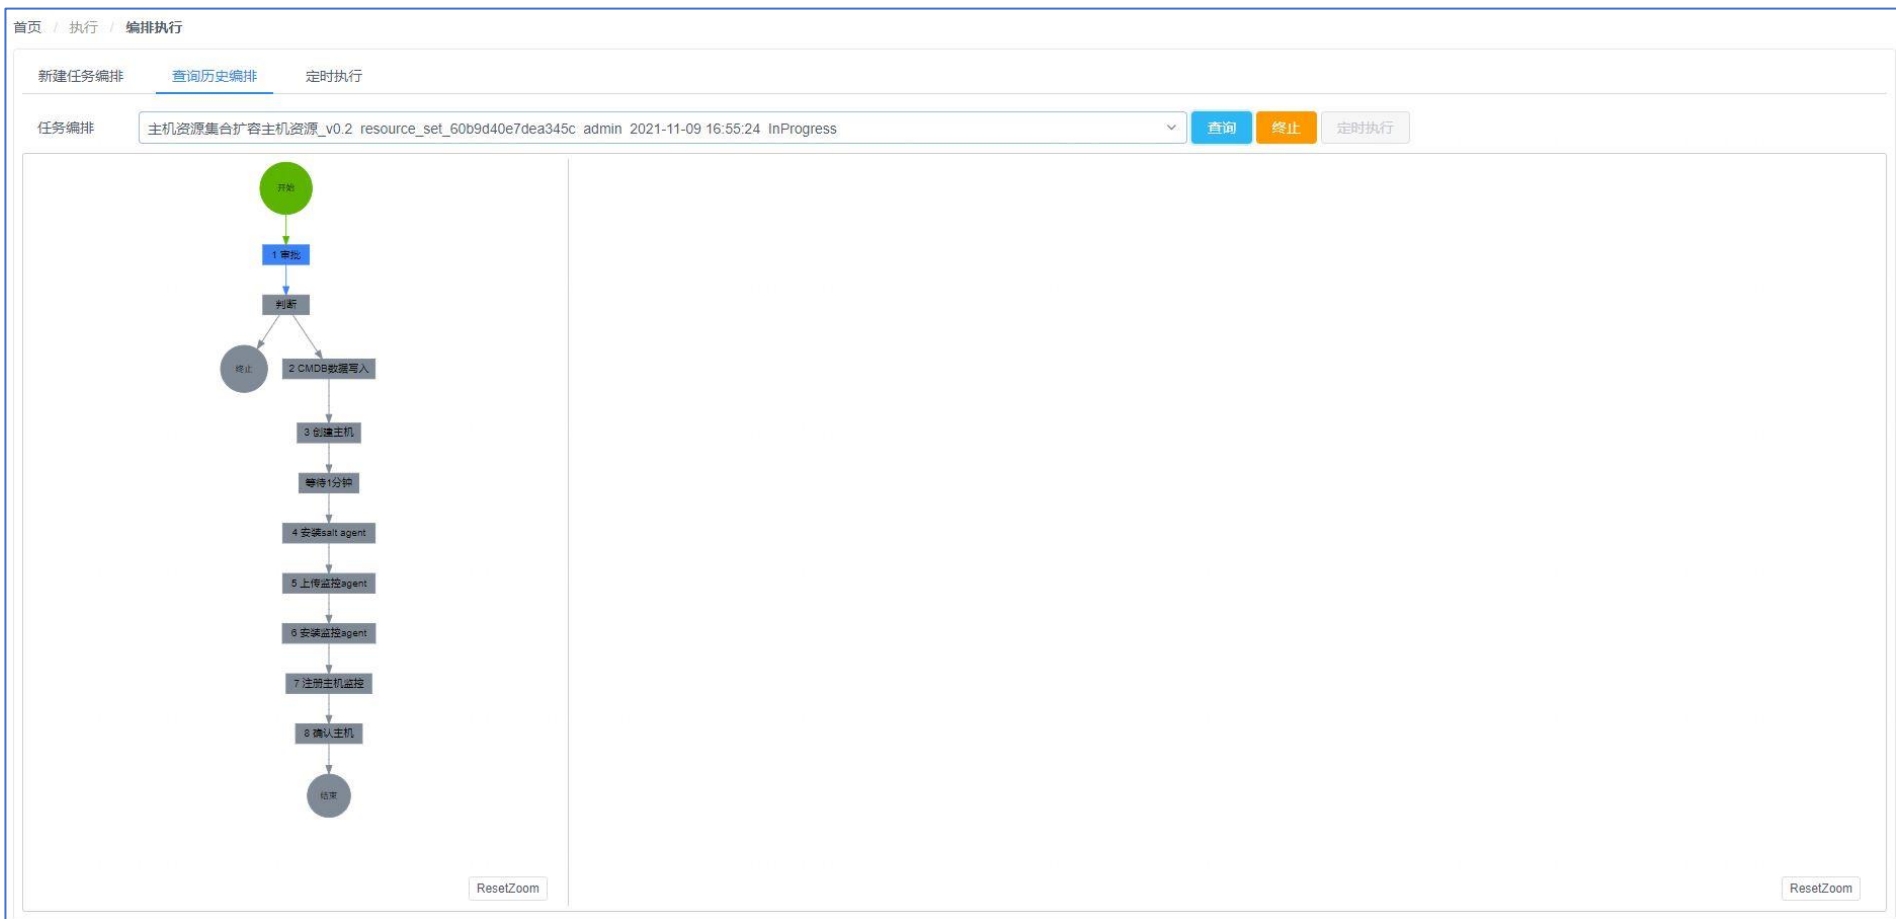 首页 / 执行 / 编排执行
新建任务编排 查询历史编排 定时执行
任务编排 主机资源集合扩容主机资源_v0.2 resource_set_60b9d40e7dea345c admin 2021-11-09 16:55:24 InProgress 查询 终止 定时执行
开始
1 审批
判断
终止 2 CMDB数据写入
3 创建主机
等待1分钟
4 安装salt agent
5 上传监控agent
6 安装监控agent
7 注册主机监控
8 确认主机
结束
ResetZoom ResetZoom